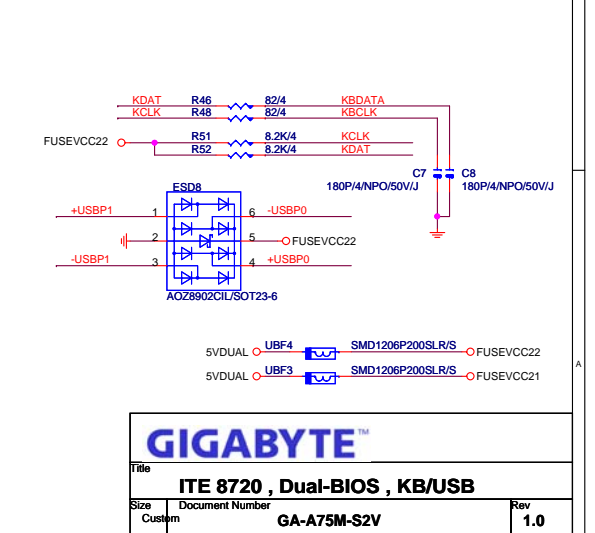 KDAT R46 82/4 KBDATA
KCLK R48 82/4 KBCLK
FUSEVCC22 R51 8.2K/4 KCLK
R52 8.2K/4 KDAT
C7 C8
180P/4/NPO/50V/J 180P/4/NPO/50V/J
ESD8
+USBP1 1 6 -USBP0
2 5 FUSEVCC22
-USBP1 3 4 +USBP0
AOZ8902CIL/SOT23-6
5VDUAL UBF4 SMD1206P200SLR/S FUSEVCC22
5VDUAL UBF3 SMD1206P200SLR/S FUSEVCC21
A
GIGABYTE™
Title
ITE 8720 , Dual-BIOS , KB/USB
Size Document Number Rev
Custom GA-A75M-S2V 1.0